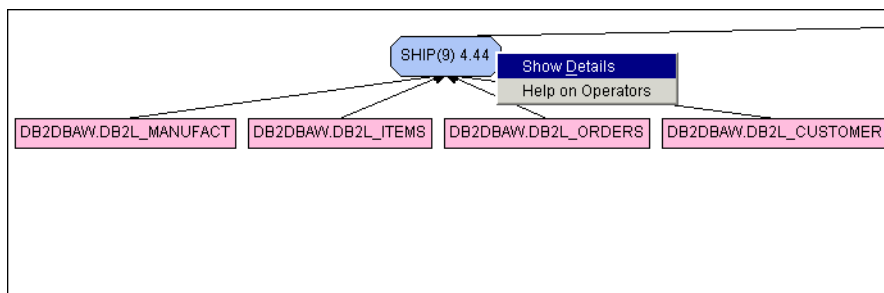 SHIP(9) 4.44
Show Details
Help on Operators
DB2DBAW.DB2L_MANUFACT
DB2DBAW.DB2L_ITEMS
DB2DBAW.DB2L_ORDERS
DB2DBAW.DB2L_CUSTOMER